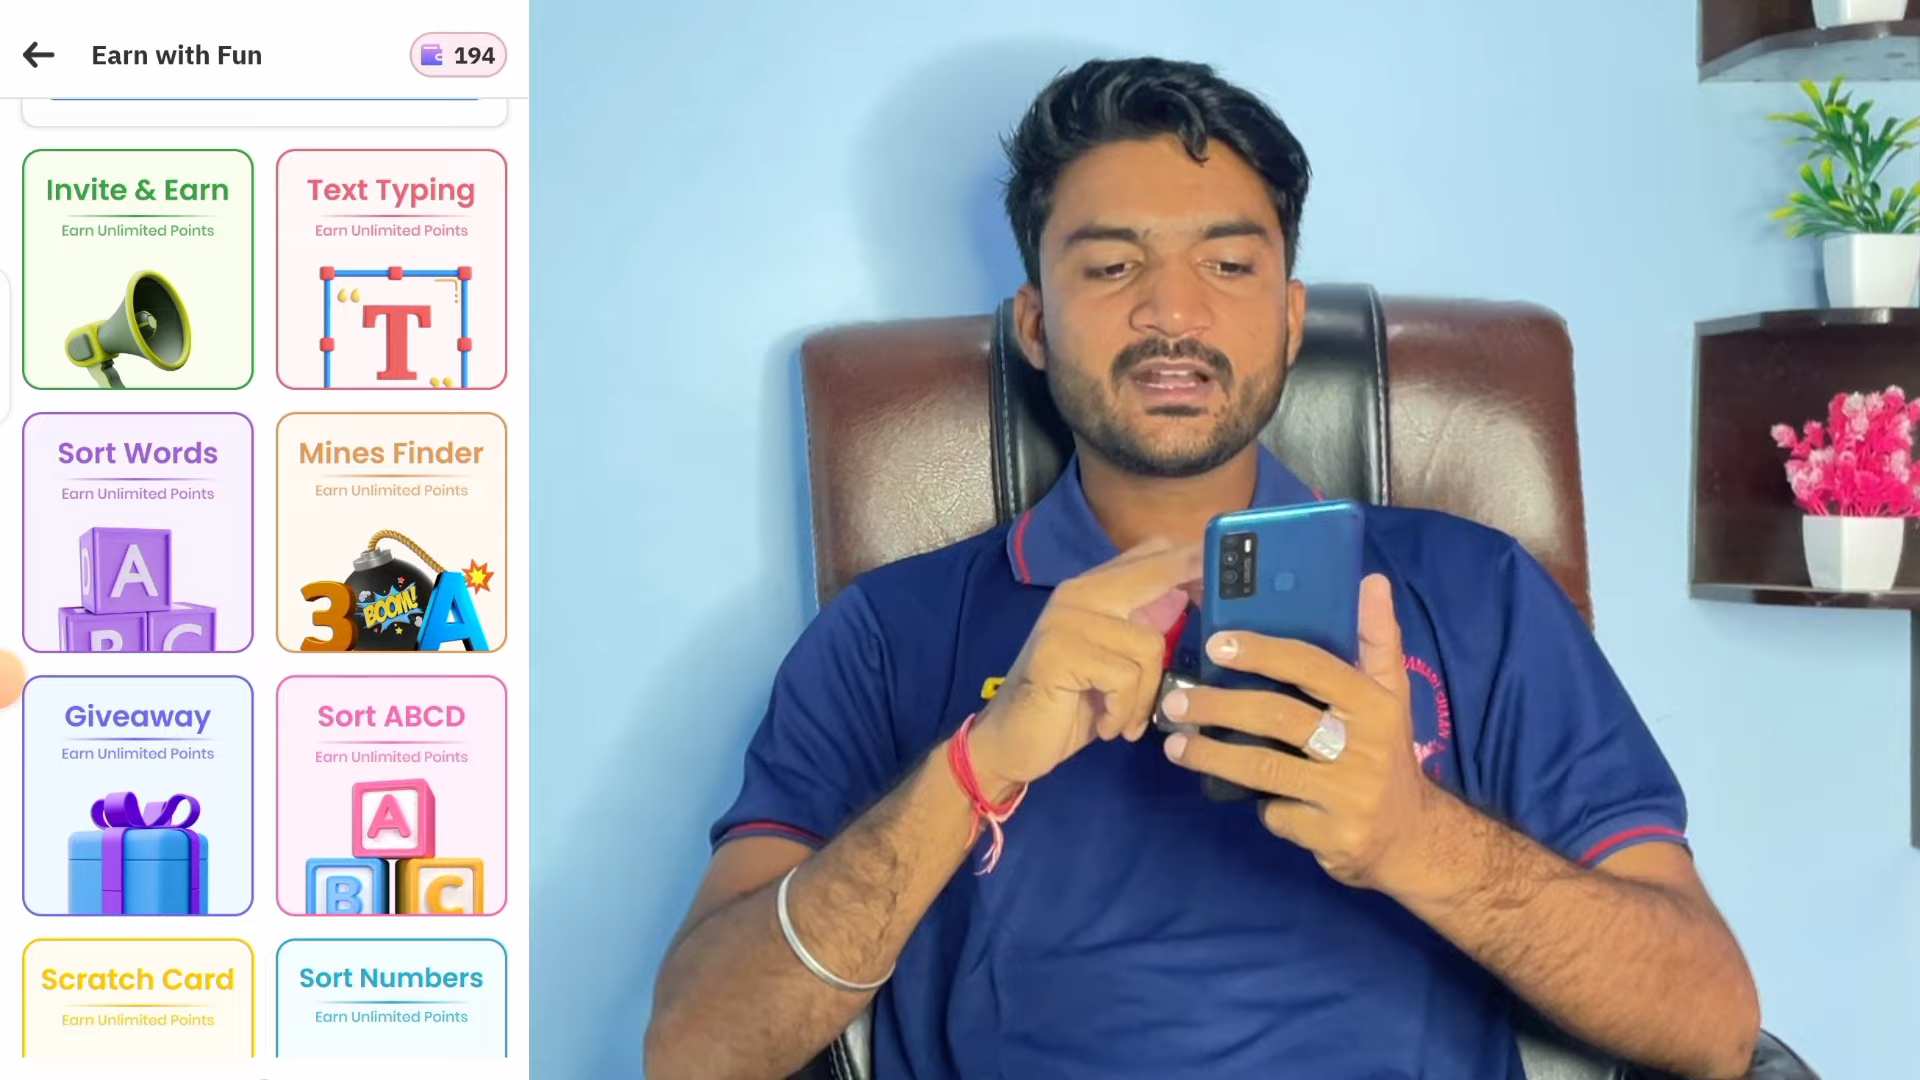 Earn with Fun
194
Invite & Earn
Earn Unlimited Points
Text Typing
Earn Unlimited Points
T
Sort Words
Earn Unlimited Points
A
D
B C
Mines Finder
Earn Unlimited Points
3 BOOM! A
Giveaway
Earn Unlimited Points
Sort ABCD
Earn Unlimited Points
A
B C
Scratch Card
Earn Unlimited Points
Sort Numbers
Earn Unlimited Points